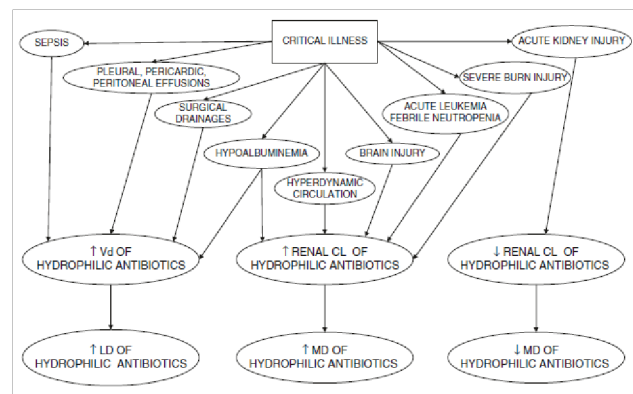 SEPSIS
CRITICAL ILLNESS
ACUTE KIDNEY INJURY
PLEURAL, PERICARDIC,
PERITONEAL EFFUSIONS
SEVERE BURN INJURY
SURGICAL
DRAINAGES
ACUTE LEUKEMIA
FEBRILE NEUTROPENIA
HYPOALBUMINEMIA
BRAIN INJURY
HYPERDYNAMIC
CIRCULATION
↑ Vd OF
HYDROPHILIC ANTIBIOTICS
↑ RENAL CL OF
HYDROPHILIC ANTIBIOTICS
↓ RENAL CL OF
HYDROPHILIC ANTIBIOTICS
↑ LD OF
HYDROPHILIC ANTIBIOTICS
↑ MD OF
HYDROPHILIC ANTIBIOTICS
↓ MD OF
HYDROPHILIC ANTIBIOTICS